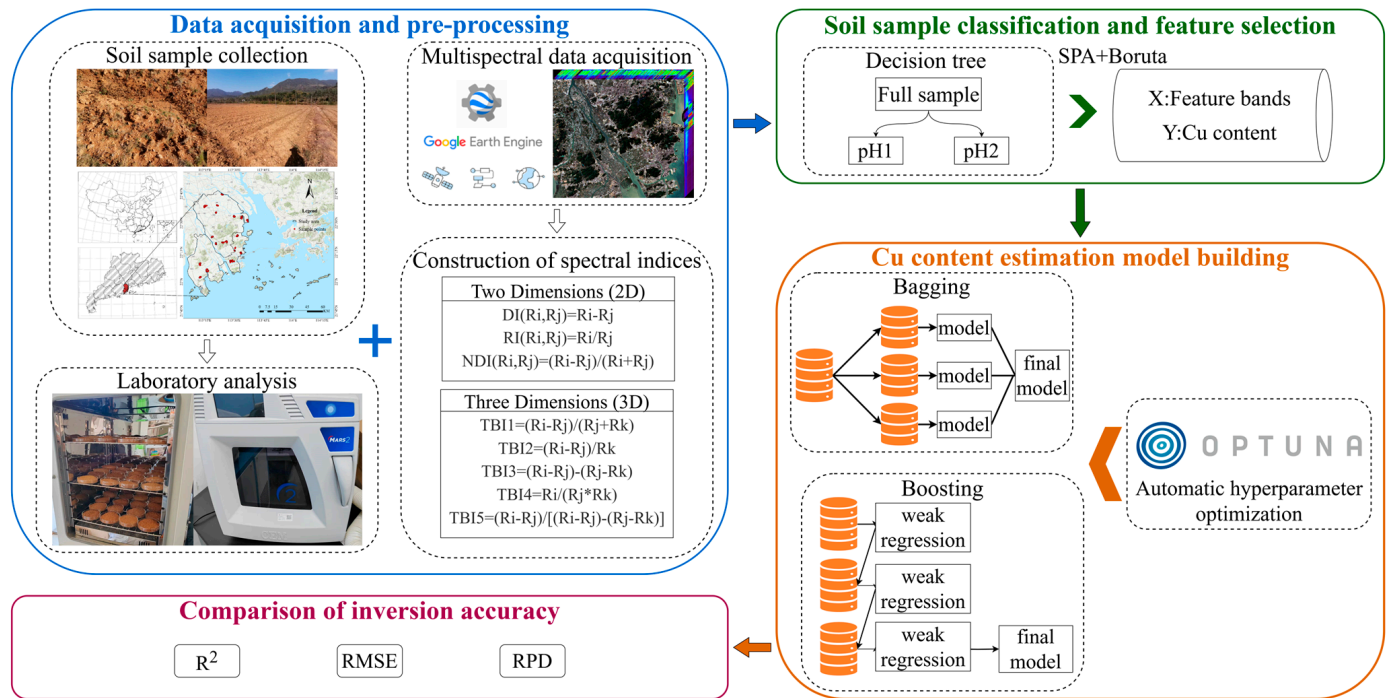 Data acquisition and pre-processing
Soil sample collection
Legend
Study area
Sample points
N
Laboratory analysis
MARS
Multispectral data acquisition
Google Earth Engine
Construction of spectral indices
Two Dimensions (2D)
DI(Ri,Rj)=Ri-Rj
RI(Ri,Rj)=Ri/Rj
NDI(Ri,Rj)=(Ri-Rj)/(Ri+Rj)
Three Dimensions (3D)
TBI1=(Ri-Rj)/(Rj+Rk)
TBI2=(Ri-Rj)/Rk
TBI3=(Ri-Rj)-(Rj-Rk)
TBI4=Ri/(Rj*Rk)
TBI5=(Ri-Rj)/[(Ri-Rj)-(Rj-Rk)]
Soil sample classification and feature selection
Decision tree
Full sample
pH1
pH2
SPA+Boruta
X:Feature bands
Y:Cu content
Cu content estimation model building
Bagging
model
model
model
final
model
Boosting
weak
regression
weak
regression
weak
regression
final
model
OPTUNA
Automatic hyperparameter
optimization
Comparison of inversion accuracy
R²
RMSE
RPD